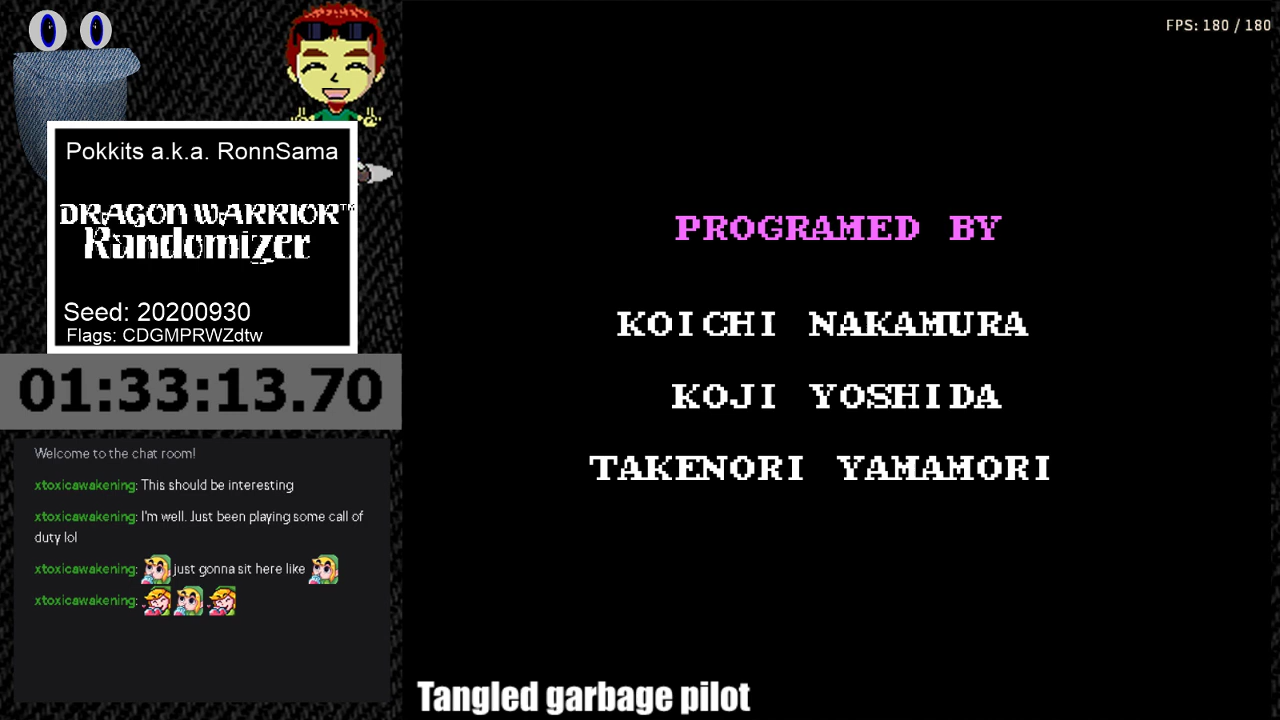 FPS: 180 / 180
Pokkits a.k.a. RonnSama
DRAGON WARRIOR™
Randomizer
Seed: 20200930
Flags: CDGMPRWZdtw
01:33:13.70
Welcome to the chat room!
xtoxicawakening: This should be interesting
xtoxicawakening: I'm well. Just been playing some call of
duty lol
xtoxicawakening: just gonna sit here like
xtoxicawakening:
PROGRAMED BY
KOICHI NAKAMURA
KOJI YOSHIDA
TAKENORI YAMAMORI
Tangled garbage pilot